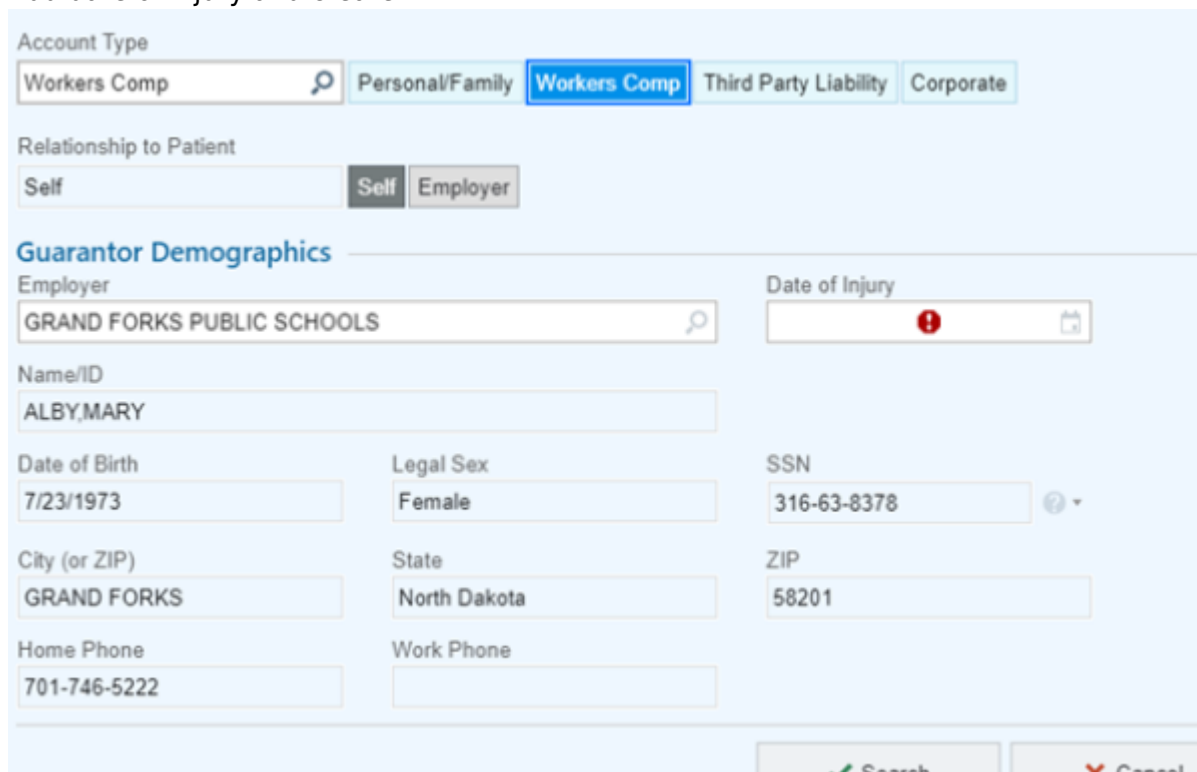 Account Type
Workers Comp Personal/Family Workers Comp Third Party Liability Corporate
Relationship to Patient
Self Self Employer
Guarantor Demographics
Employer Date of Injury
GRAND FORKS PUBLIC SCHOOLS
Name/ID
ALBY,MARY
Date of Birth Legal Sex SSN
7/23/1973 Female 316-63-8378
City (or ZIP) State ZIP
GRAND FORKS North Dakota 58201
Home Phone Work Phone
701-746-5222
Search Cancel